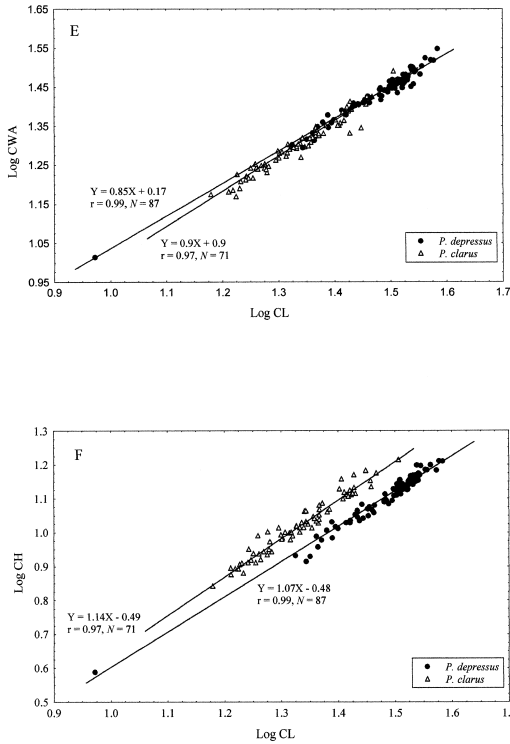 E
1.65
1.55
1.45
1.35
1.25
1.15
1.05
0.95
Log CWA
Y = 0.85X + 0.17
r = 0.99, N = 87
Y = 0.9X + 0.9
r = 0.97, N = 71
P. depressus
P. clarus
0.9 1.0 1.1 1.2 1.3 1.4 1.5 1.6 1.7
Log CL
F
1.3
1.2
1.1
1.0
0.9
0.8
0.7
0.6
0.5
Log CH
Y = 1.14X - 0.49
r = 0.97, N = 71
Y = 1.07X - 0.48
r = 0.99, N = 87
P. depressus
P. clarus
0.9 1.0 1.1 1.2 1.3 1.4 1.5 1.6 1.
Log CL